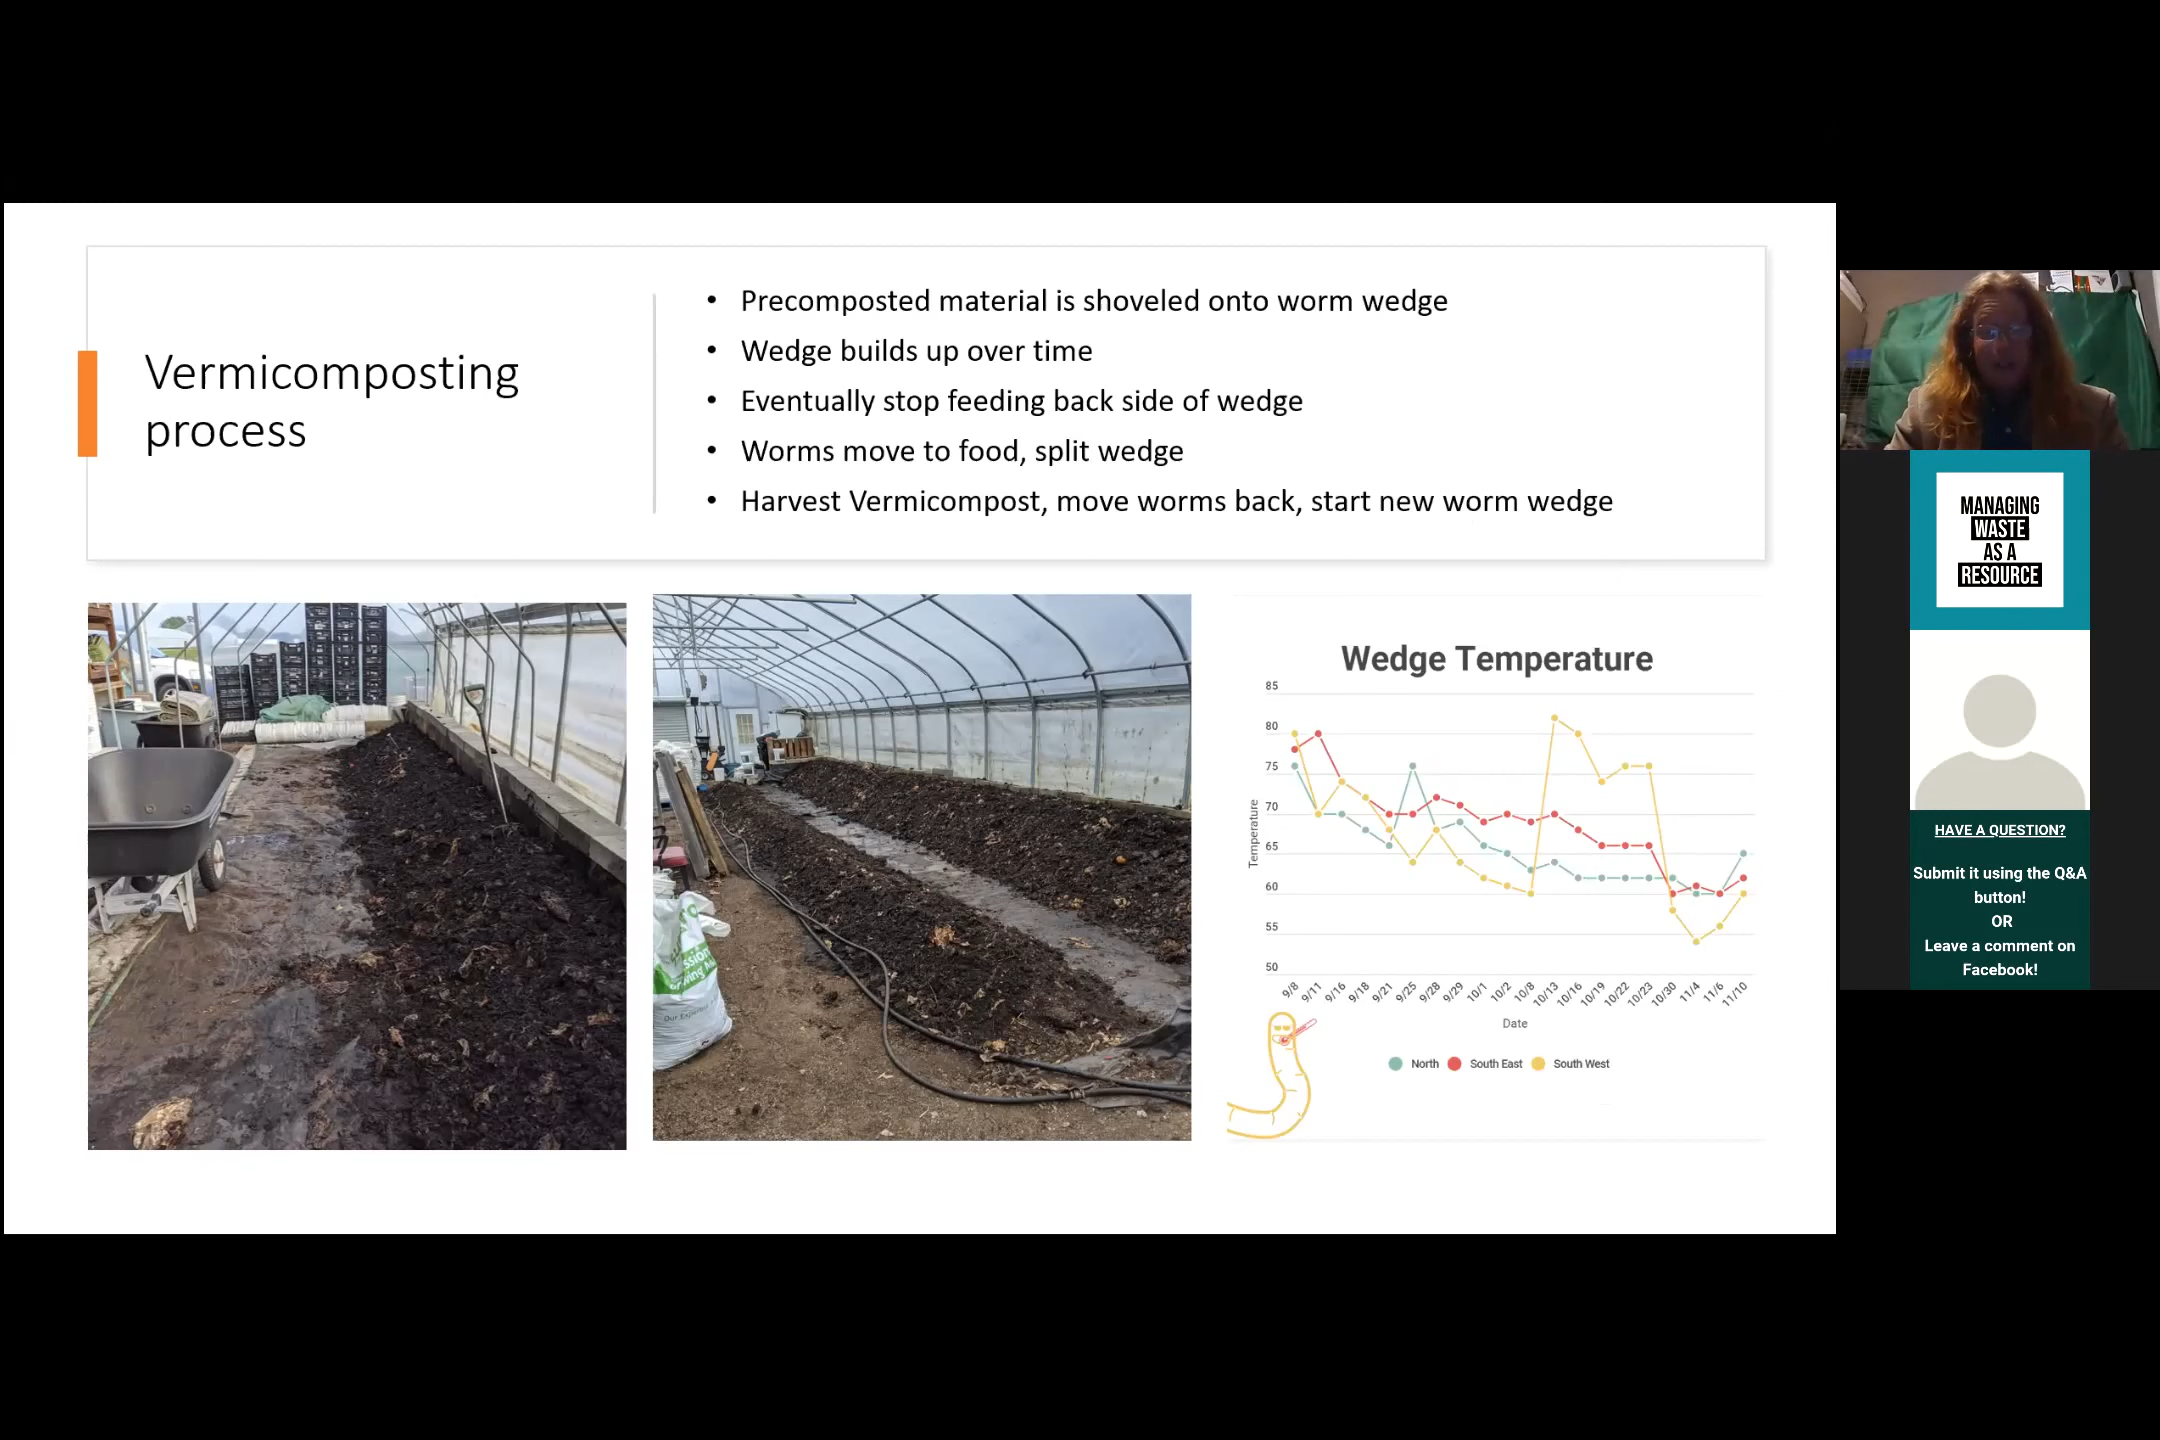 Vermicomposting
process
• Precomposted material is shoveled onto worm wedge
• Wedge builds up over time
• Eventually stop feeding back side of wedge
• Worms move to food, split wedge
• Harvest Vermicompost, move worms back, start new worm wedge
Wedge Temperature
85
80
75
70
65
60
55
50
Temperature
9/8 9/11 9/16 9/18 9/21 9/25 9/28 9/29 10/1 10/2 10/8 10/13 10/16 10/19 10/22 10/23 10/30 11/4 11/6 11/10
Date
North South East South West
MANAGING
WASTE
AS A
RESOURCE
HAVE A QUESTION?
Submit it using the Q&A
button!
OR
Leave a comment on
Facebook!